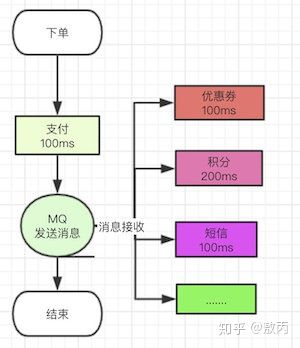 下单
支付
100ms
MQ
发送消息
消息接收
结束
优惠券
100ms
积分
200ms
短信
100ms
.......
知乎 @敖丙